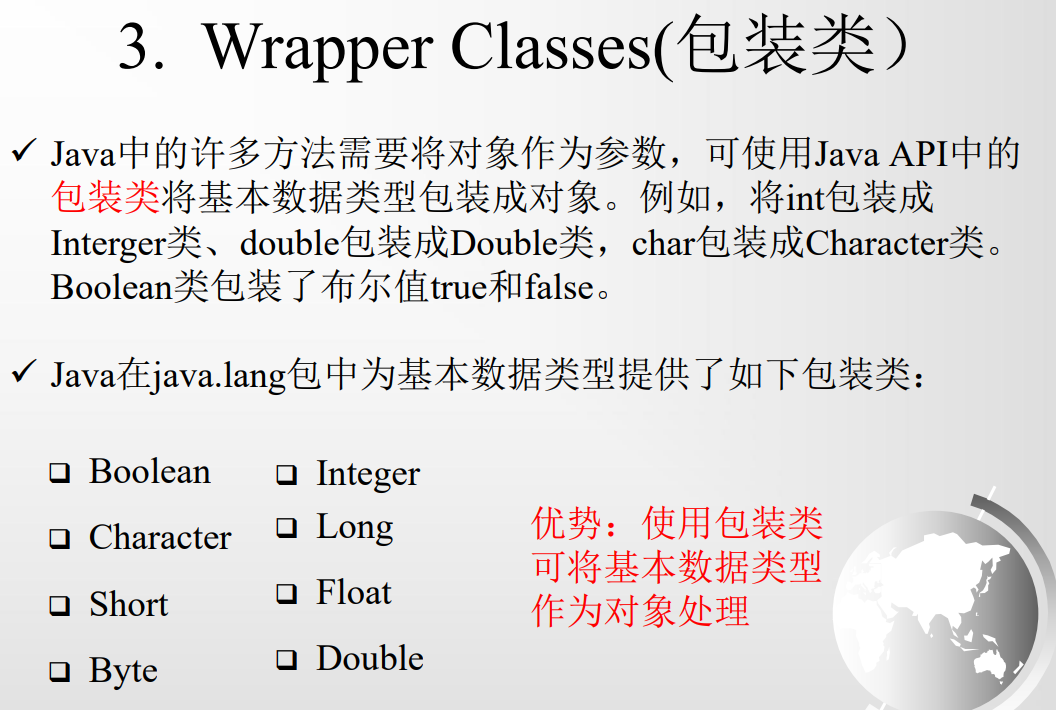 3. Wrapper Classes(包装类）
Java中的许多方法需要将对象作为参数，可使用Java API中的
包装类将基本数据类型包装成对象。例如，将int包装成
Interger类、double包装成Double类，char包装成Character类。
Boolean类包装了布尔值true和false。
Java在java.lang包中为基本数据类型提供了如下包装类：
Boolean
Character
Short
Byte
Integer
Long
Float
Double
优势：使用包装类
可将基本数据类型
作为对象处理